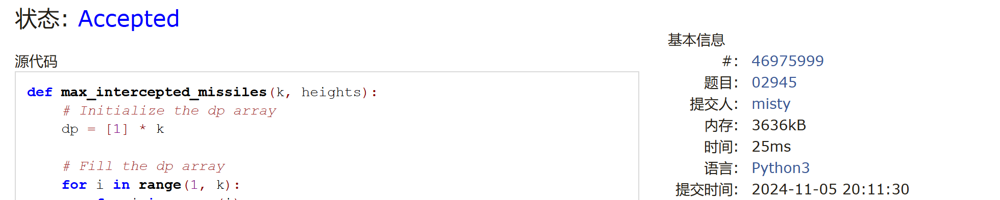 状态: Accepted
源代码
def max_intercepted_missiles(k, heights):
    # Initialize the dp array
    dp = [1] * k
    # Fill the dp array
    for i in range(1, k):
基本信息
#: 46975999
题目: 02945
提交人: misty
内存: 3636kB
时间: 25ms
语言: Python3
提交时间: 2024-11-05 20:11:30